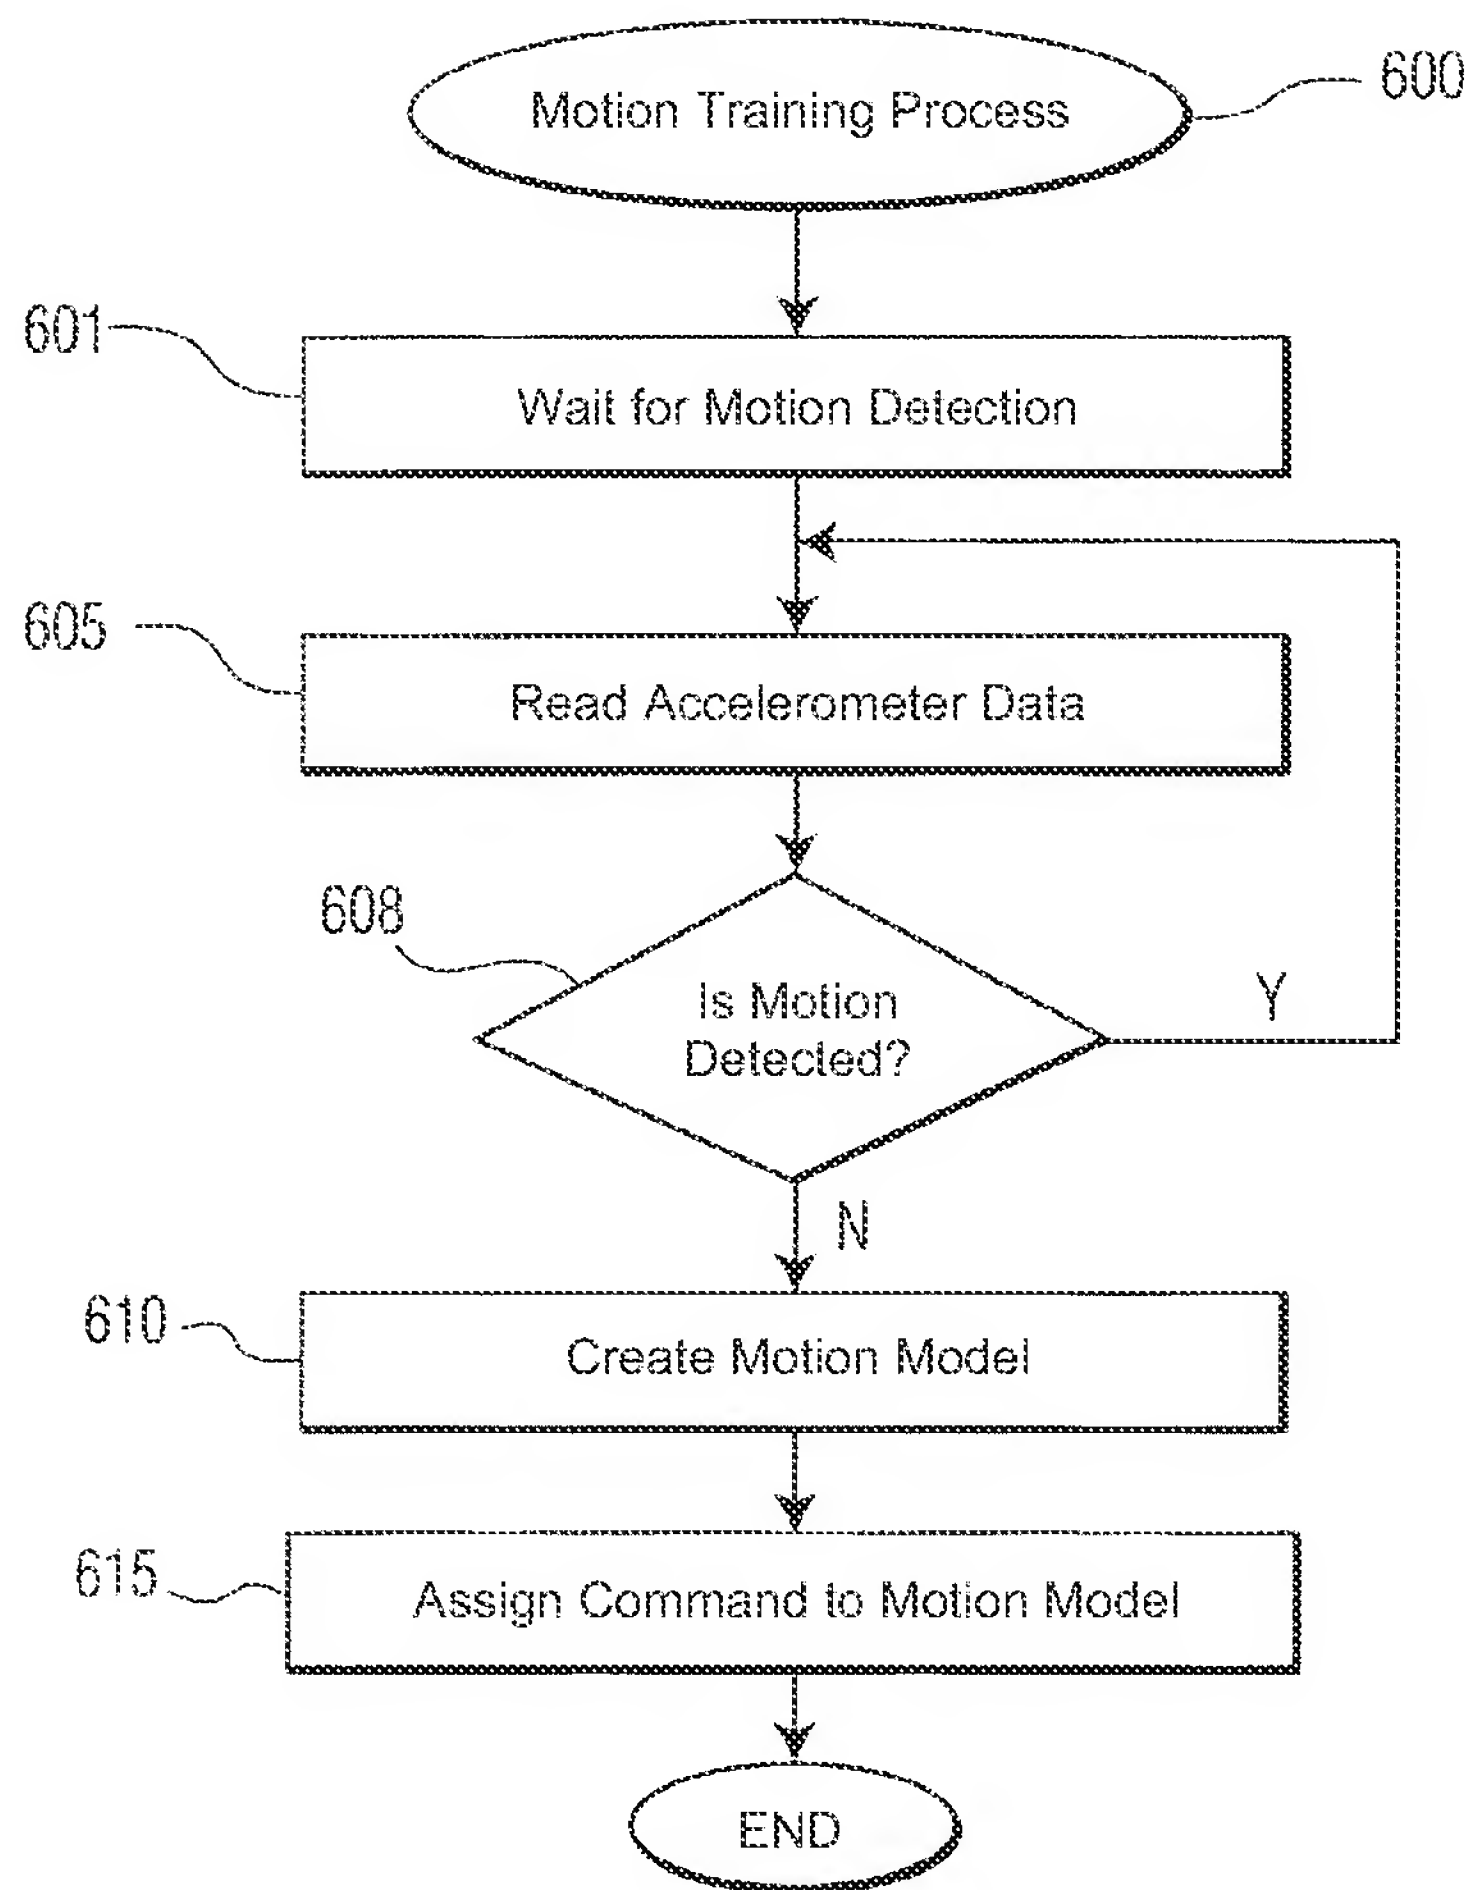 Motion Training Process
600
601
Wait for Motion Detection
605
Read Accelerometer Data
608
Is Motion
Detected?
Y
N
610
Create Motion Model
615
Assign Command to Motion Model
END